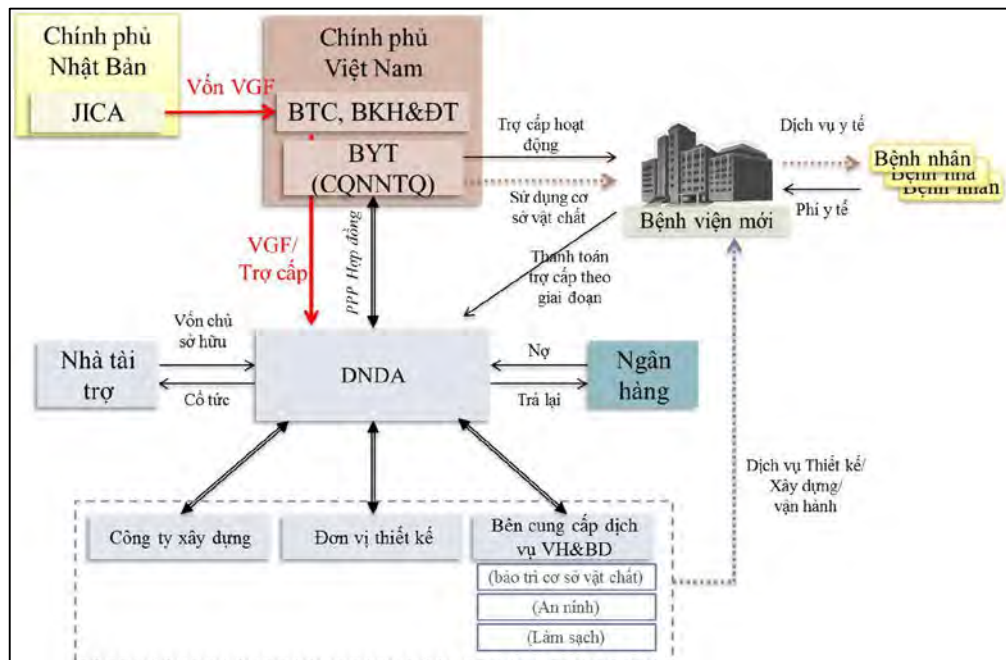 Chính phủ
Nhật Bản
JICA
Vốn VGF
Chính phủ
Việt Nam
BTC, BKH&ĐT
BYT
(CQNNTQ)
Trợ cấp hoạt
động
Sử dụng cơ
sở vật chất
Bệnh viện mới
Dịch vụ y tế
Phí y tế
Bệnh nhân
Bệnh nhâ
Bệnh nhân
VGF/
Trợ cấp
PPP Hợp đồng
Thanh toán
trợ cấp theo
giai đoạn
Nhà tài
trợ
Vốn chủ
sở hữu
Cổ tức
DNDA
Nợ
Trả lại
Ngân
hàng
Dịch vụ Thiết kế/
Xây dựng/
vận hành
Công ty xây dựng
Đơn vị thiết kế
Bên cung cấp dịch
vụ VH&BD
(bảo trì cơ sở vật chất)
(An ninh)
(Làm sạch)